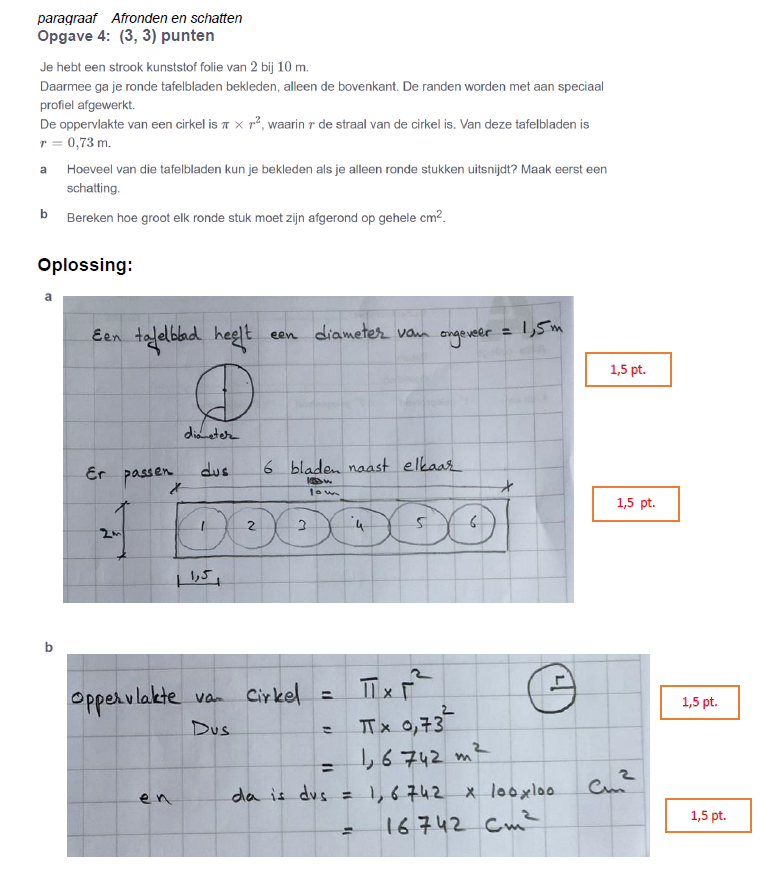 paragraaf Afronden en schatten
Opgave 4: (3, 3) punten
Je hebt een strook kunststof folie van 2 bij 10 m.
Daarmee ga je ronde tafelbladen bekleden, alleen de bovenkant. De randen worden met aan speciaal
profiel afgewerkt.
De oppervlakte van een cirkel is π × r², waarin r de straal van de cirkel is. Van deze tafelbladen is
r = 0,73 m.
a Hoeveel van die tafelbladen kun je bekleden als je alleen ronde stukken uitsnijdt? Maak eerst een
schatting.
b Bereken hoe groot elk ronde stuk moet zijn afgerond op gehele cm².
Oplossing:
a
Een tafelblad heeft een diameter van ongeveer = 1,5m
1,5 pt.
diameter
Er passen dus 6 bladen naast elkaar
10m
1,5 pt.
2m
1 2 3 4 5 6
1,5
b
oppervlakte van cirkel = π × r²
r
1,5 pt.
Dus = π × 0,73²
= 1,6742 m²
en da is dus = 1,6742 × 100×100 cm²
= 16742 cm²
1,5 pt.